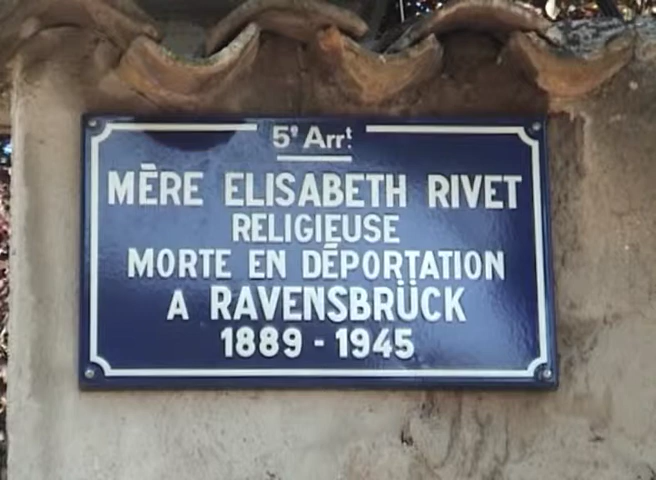 5e Arrt
MÈRE ELISABETH RIVET
RELIGIEUSE
MORTE EN DÉPORTATION
A RAVENSBRÜCK
1889 - 1945